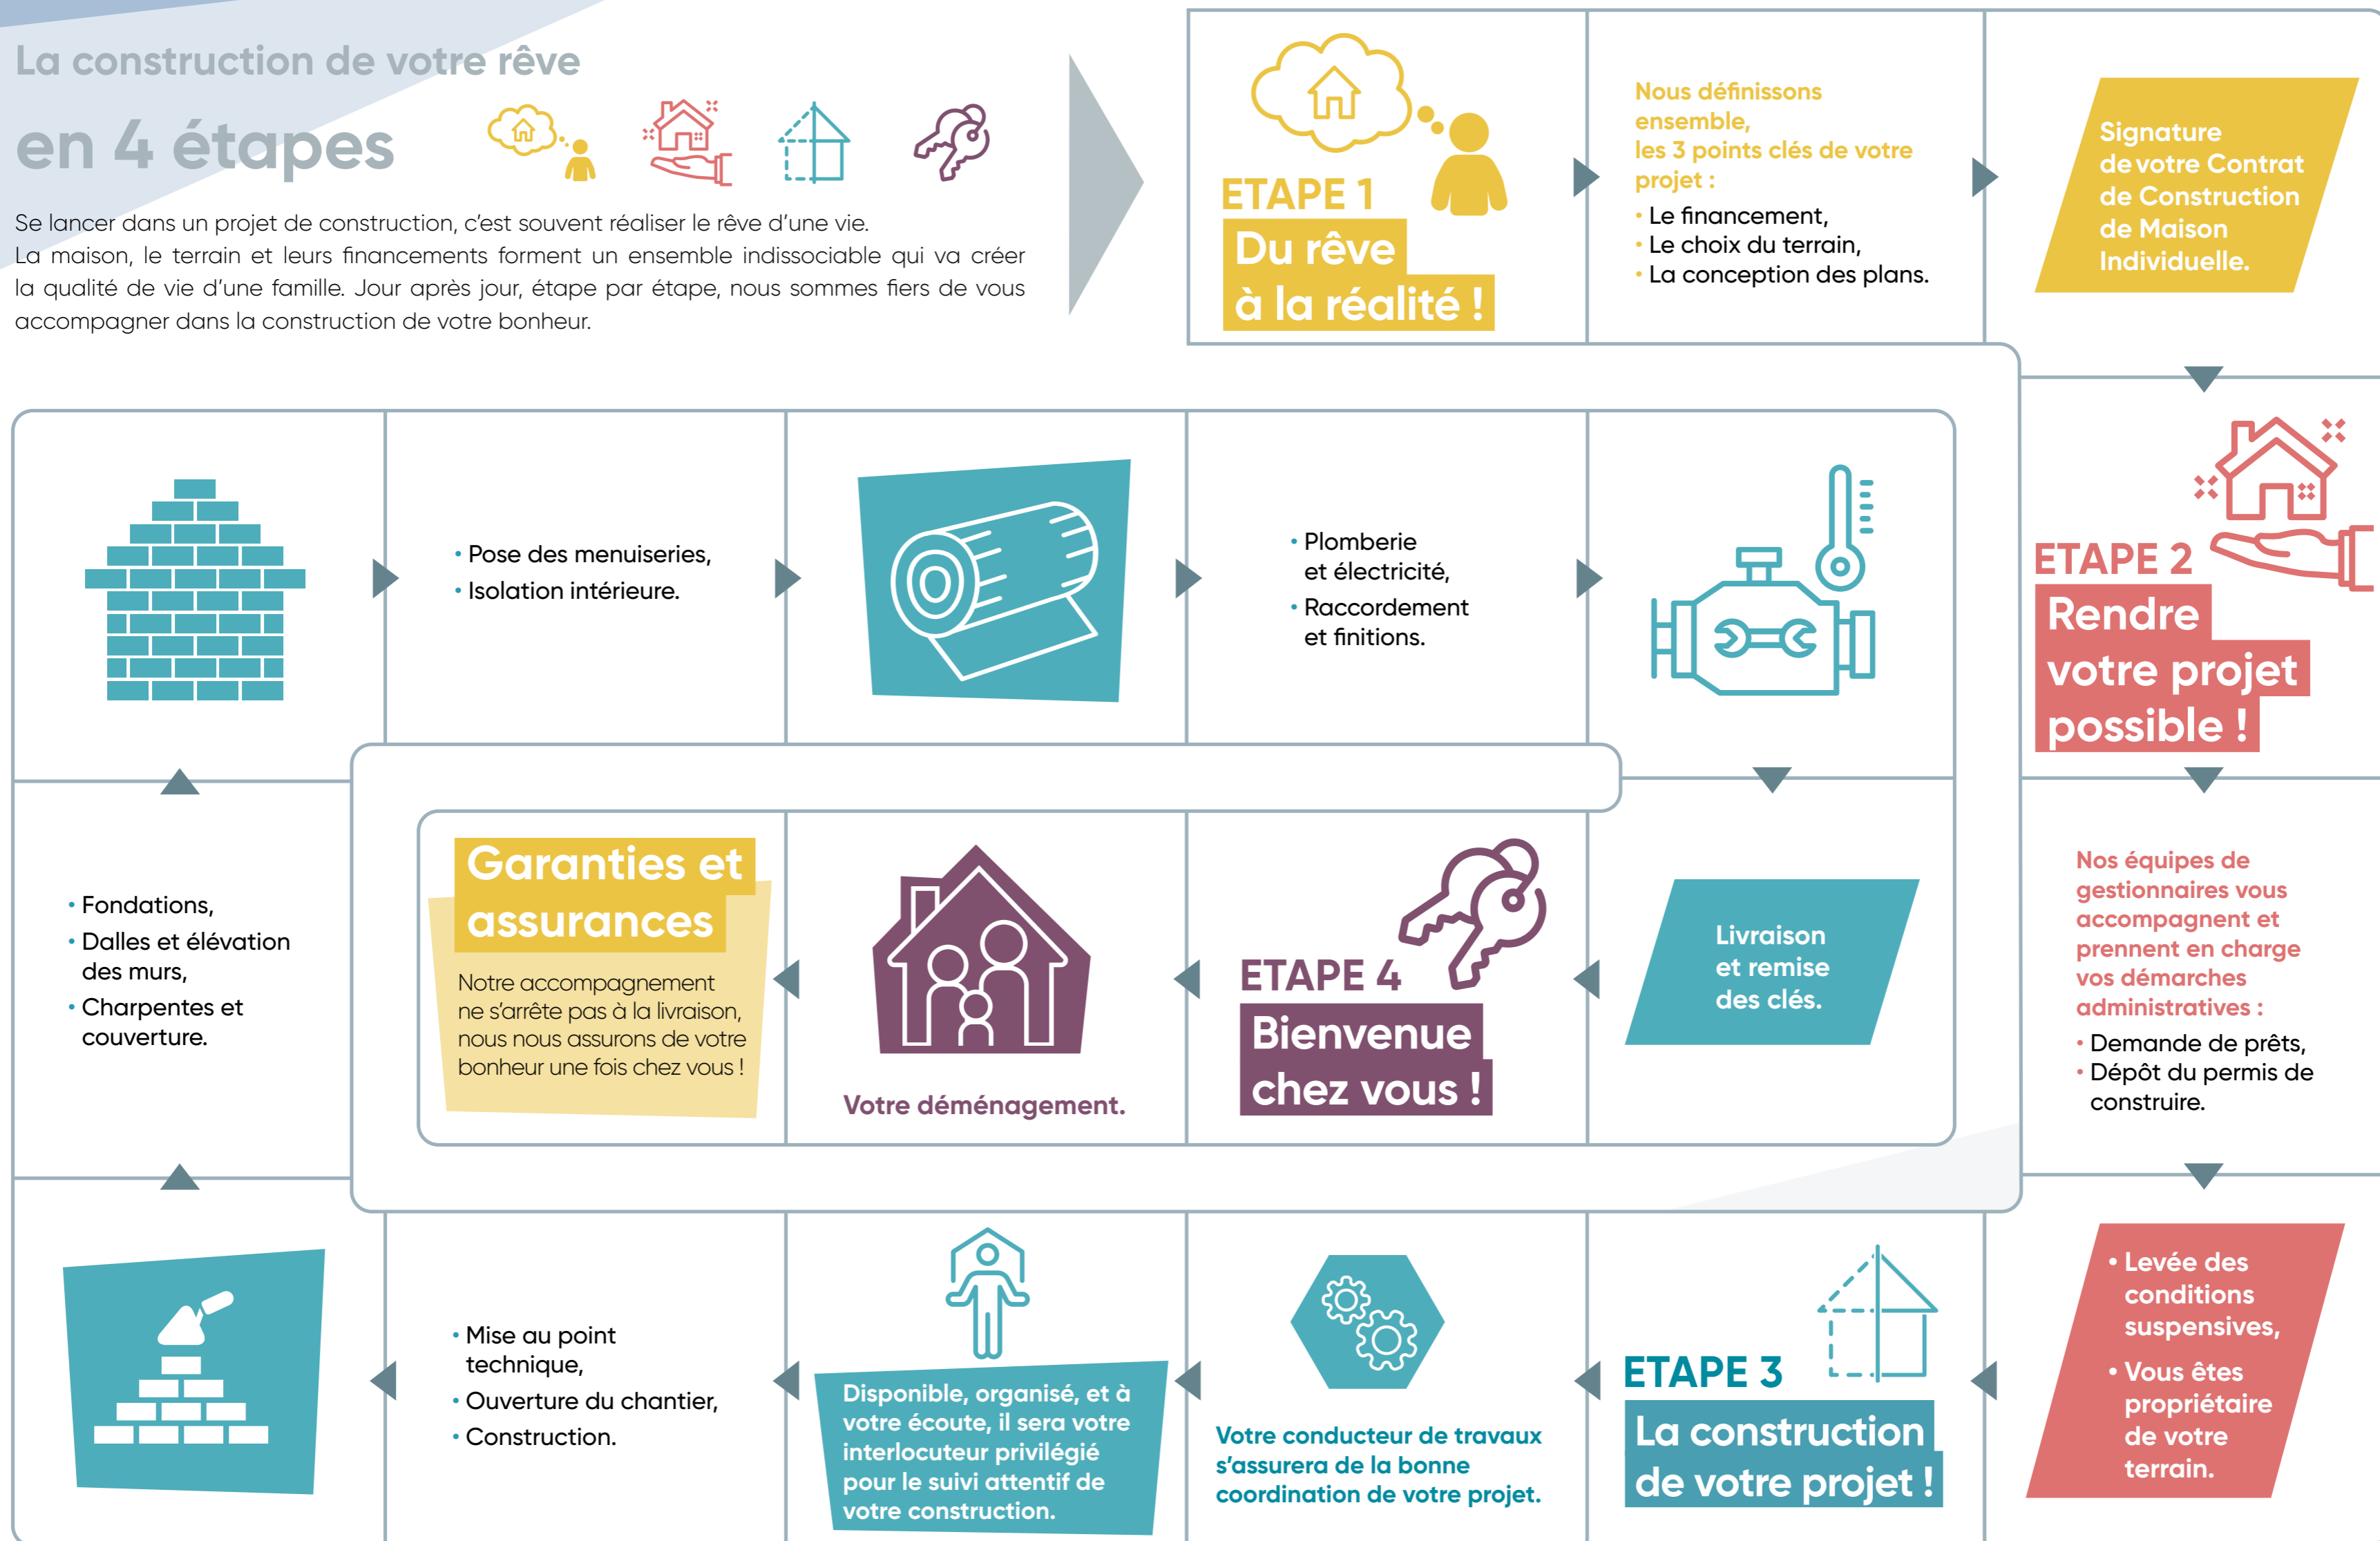 La construction de votre rêve
en 4 étapes
Se lancer dans un projet de construction, c'est souvent réaliser le rêve d'une vie.
La maison, le terrain et leurs financements forment un ensemble indissociable qui va créer
la qualité de vie d'une famille. Jour après jour, étape par étape, nous sommes fiers de vous
accompagner dans la construction de votre bonheur.
ETAPE 1
Du rêve
à la réalité !
Nous définissons
ensemble,
les 3 points clés de votre
projet :
• Le financement,
• Le choix du terrain,
• La conception des plans.
Signature
de votre Contrat
de Construction
de Maison
Individuelle.
ETAPE 2
Rendre
votre projet
possible !
Nos équipes de
gestionnaires vous
accompagnent et
prennent en charge
vos démarches
administratives :
• Demande de prêts,
• Dépôt du permis de
construire.
• Levée des
conditions
suspensives,
• Vous êtes
propriétaire
de votre
terrain.
ETAPE 3
La construction
de votre projet !
Votre conducteur de travaux
s'assurera de la bonne
coordination de votre projet.
Disponible, organisé, et à
votre écoute, il sera votre
interlocuteur privilégié
pour le suivi attentif de
votre construction.
• Mise au point
technique,
• Ouverture du chantier,
• Construction.
• Fondations,
• Dalles et élévation
des murs,
• Charpentes et
couverture.
• Pose des menuiseries,
• Isolation intérieure.
• Plomberie
et électricité,
• Raccordement
et finitions.
Livraison
et remise
des clés.
ETAPE 4
Bienvenue
chez vous !
Votre déménagement.
Garanties et
assurances
Notre accompagnement
ne s'arrête pas à la livraison,
nous nous assurons de votre
bonheur une fois chez vous !